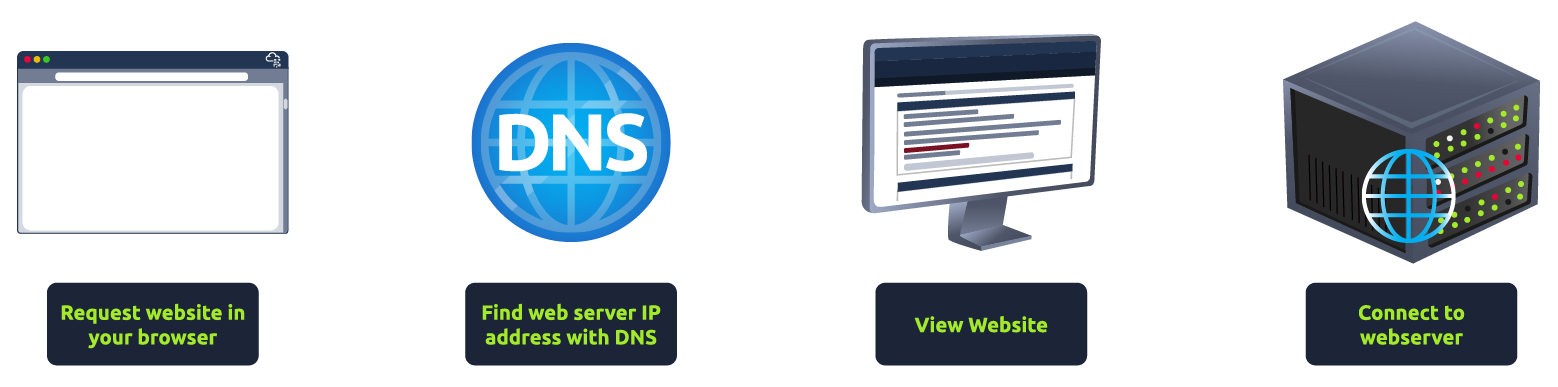 DNS
Request website in
your browser
Find web server IP
address with DNS
View Website
Connect to
webserver